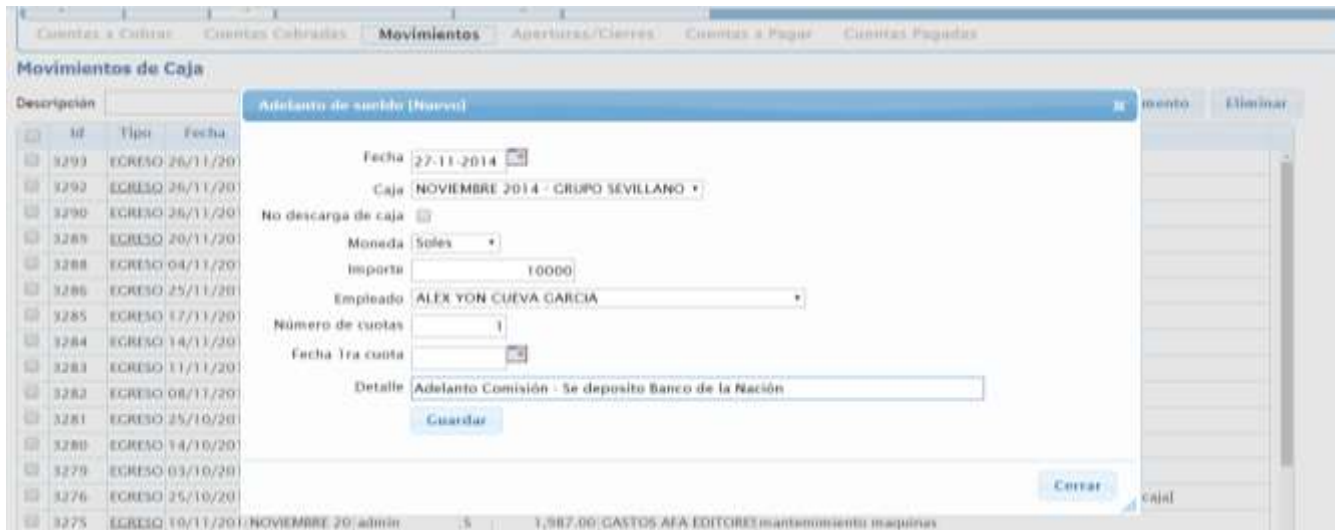 Cuentas a Cobrar Cuentas Cobradas Movimientos Aperturas/Cierres Cuentas a Pagar Cuentas Pagadas
Movimientos de Caja
Descripción Adelanto de sueldo [Nuevo] mento Eliminar
Id Tipo Fecha
3293 EGRESO 26/11/201
Fecha 27-11-2014
3292 EGRESO 26/11/201
Caja NOVIEMBRE 2014 - GRUPO SEVILLANO
3290 EGRESO 26/11/201
No descarga de caja
3289 EGRESO 20/11/201
Moneda Soles
3288 EGRESO 04/11/201
Importe 10000
3286 EGRESO 25/11/201
Empleado ALEX YON CUEVA GARCIA
3285 EGRESO 17/11/201
Número de cuotas 1
3284 EGRESO 14/11/201
Fecha 1ra cuota
3283 EGRESO 11/11/201
Detalle Adelanto Comisión - Se deposito Banco de la Nación
3282 EGRESO 08/11/201
3281 EGRESO 25/10/201
Guardar
3280 EGRESO 14/10/201
3279 EGRESO 03/10/201
Cerrar
3276 EGRESO 25/10/201 caja]
3275 EGRESO 10/11/201 NOVIEMBRE 20 admin S 1,987.00 GASTOS AFA EDITORES mantenimiento maquinas